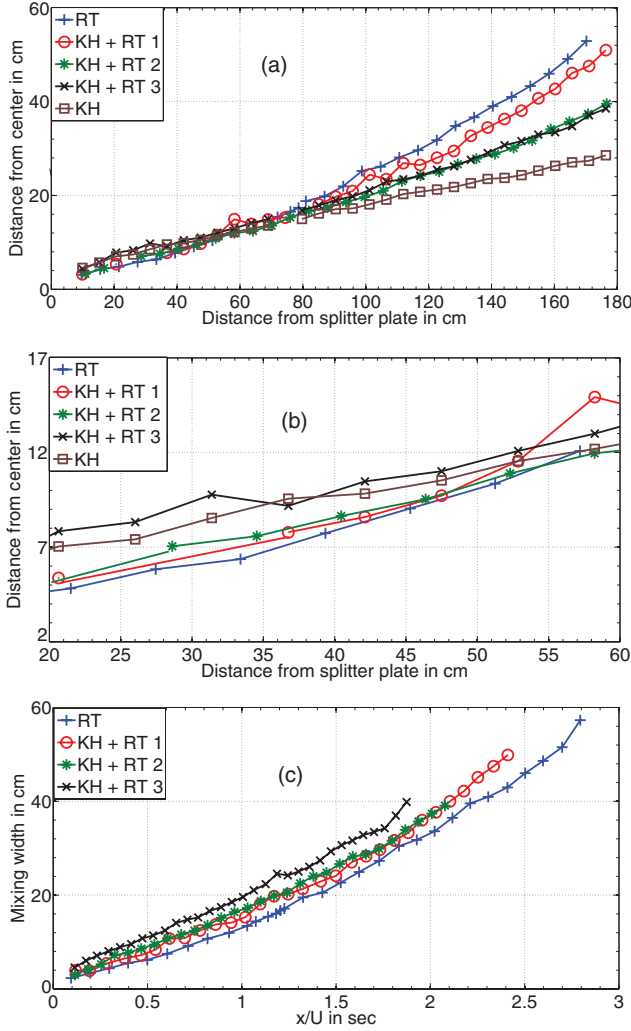 60
40
20
0
RT
KH + RT 1
KH + RT 2
KH + RT 3
KH
(a)
Distance from center in cm
0 20 40 60 80 100 120 140 160 180
Distance from splitter plate in cm
17
12
7
2
RT
KH + RT 1
KH + RT 2
KH + RT 3
KH
(b)
Distance from center in cm
20 25 30 35 40 45 50 55 60
Distance from splitter plate in cm
60
40
20
0
RT
KH + RT 1
KH + RT 2
KH + RT 3
(c)
Mixing width in cm
0 0.5 1 1.5 2 2.5 3
x/U in sec